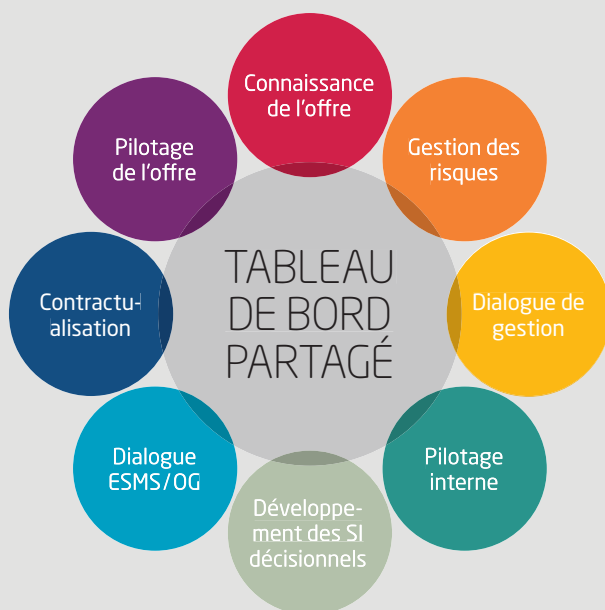 Connaissance
de l'offre
Gestion des
risques
Dialogue de
gestion
Pilotage
interne
Développe-
ment des SI
décisionnels
Dialogue
ESMS/OG
Contractu-
alisation
Pilotage
de l'offre
TABLEAU
DE BORD
PARTAGÉ